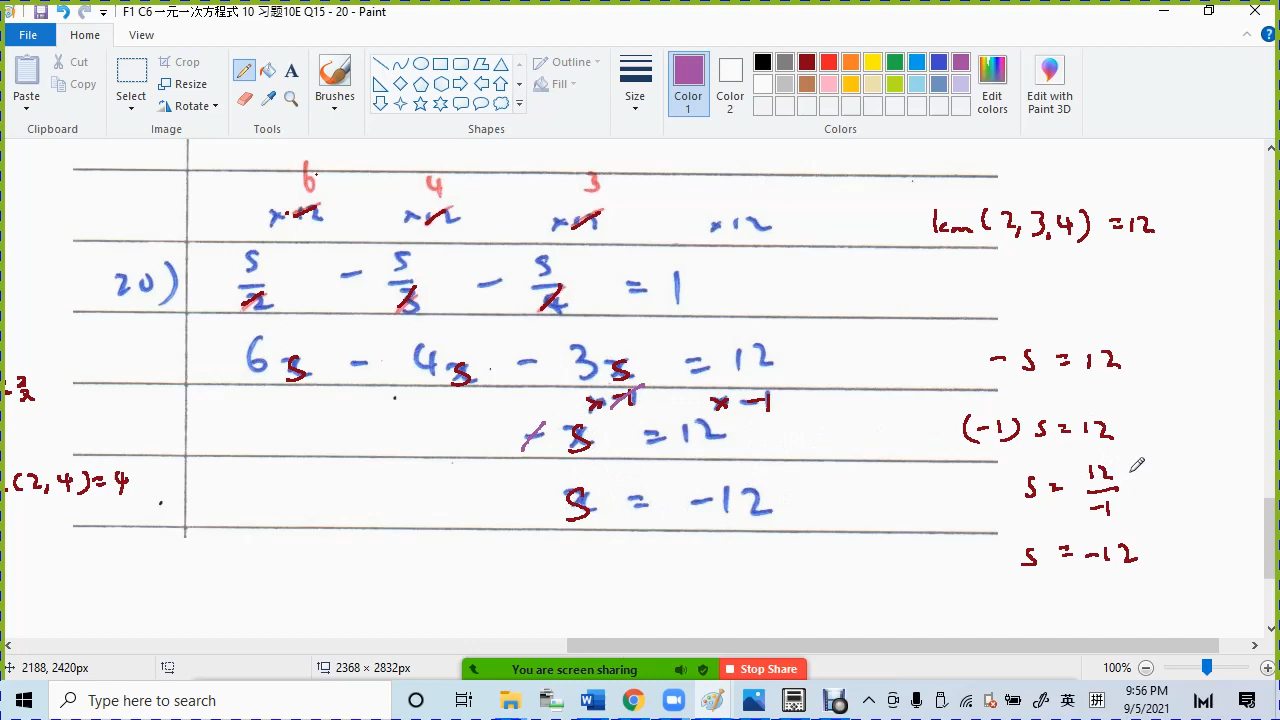 F1 C6 一元一次方程式 10 习题10E Q15 - 20 - Paint
File Home View
Paste Cut Copy Clipboard
Select Crop Resize Rotate Image
Tools
Brushes
Shapes Outline Fill
Size
Color 1 Color 2 Colors
Edit colors
Edit with Paint 3D
6 4 3
×12 ×12 ×12 ×12
lcm (2, 3, 4) = 12
20) s/2 - s/3 - s/4 = 1
6s - 4s - 3s = 12
- s = 12
× -1 × -1
- s = 12
(-1) s = 12
(2, 4) = 4
s = 12/-1
s = -12
s = -12
2188, 2420px
2368 × 2832px
You are screen sharing
Stop Share
100%
Type here to search
英 拼
9:56 PM
9/5/2021